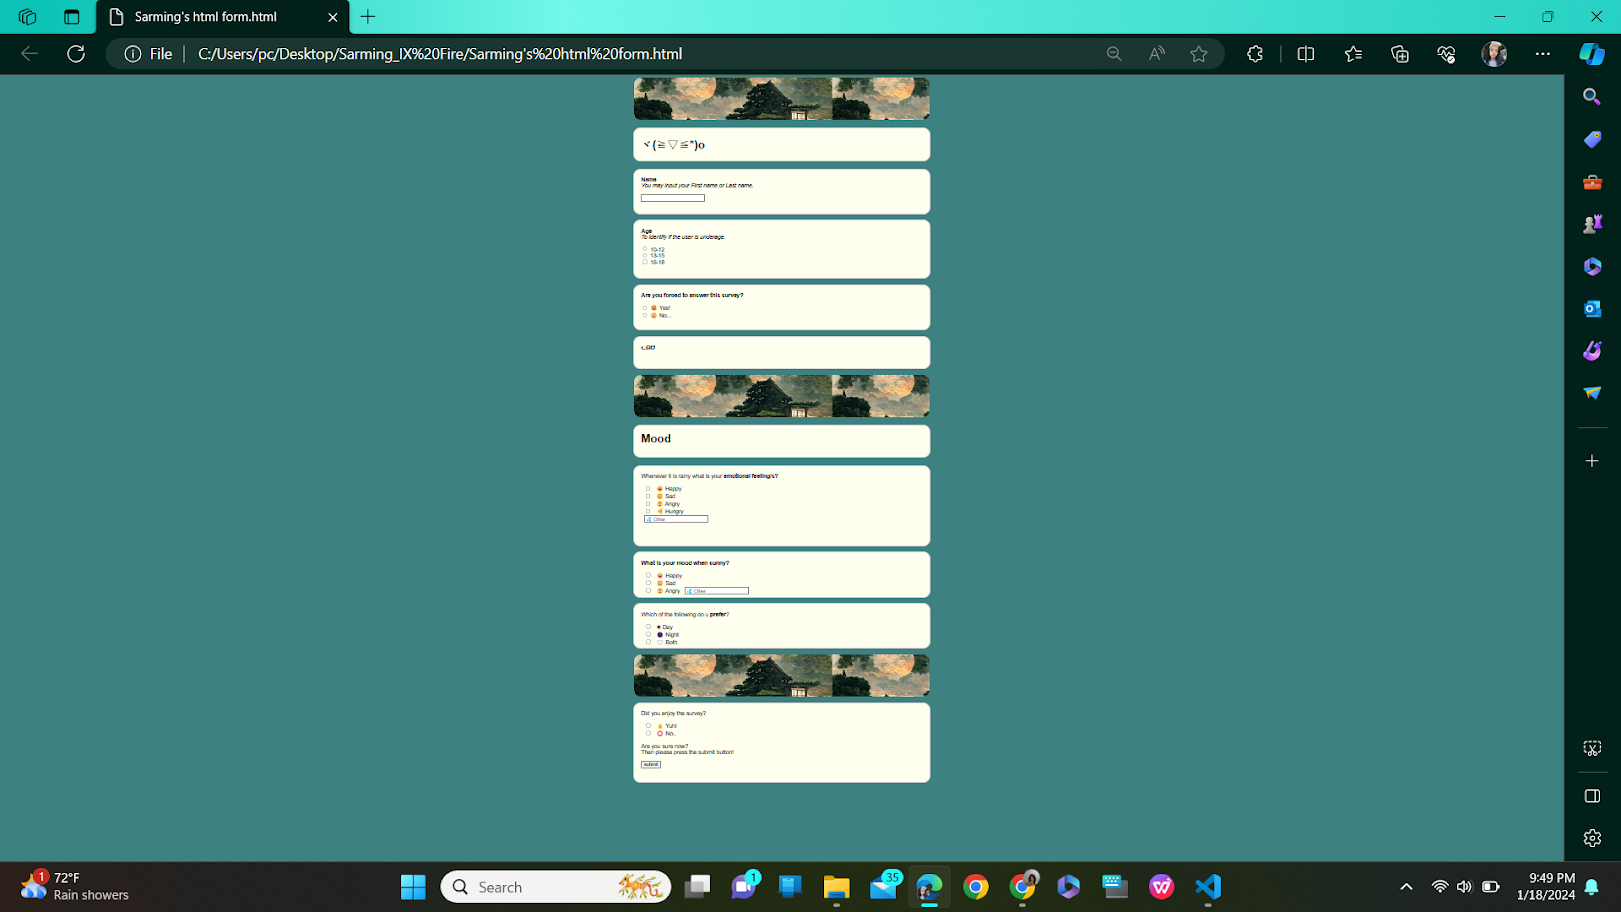 Sarming's html form.html
File
C:/Users/pc/Desktop/Sarming_IX%20Fire/Sarming's%20html%20form.html
ヾ(≧▽≦*)o
Name
You may input your First name or Last name.
Age
To identify if the user is underage.
10-12
13-15
16-18
Are you forced to answer this survey?
Yes!
No...
Mood
Whenever it is rainy what is your emotional feeling/s?
Happy
Sad
Angry
Hungry
Other
What is your mood when sunny?
Happy
Sad
Angry
Other
Which of the following do u prefer?
Day
Night
Both
Did you enjoy the survey?
Yuh!
No..
Are you sure now?
Then please press the submit button!
submit
1
72°F
Rain showers
Search
1
35
9:49 PM
1/18/2024